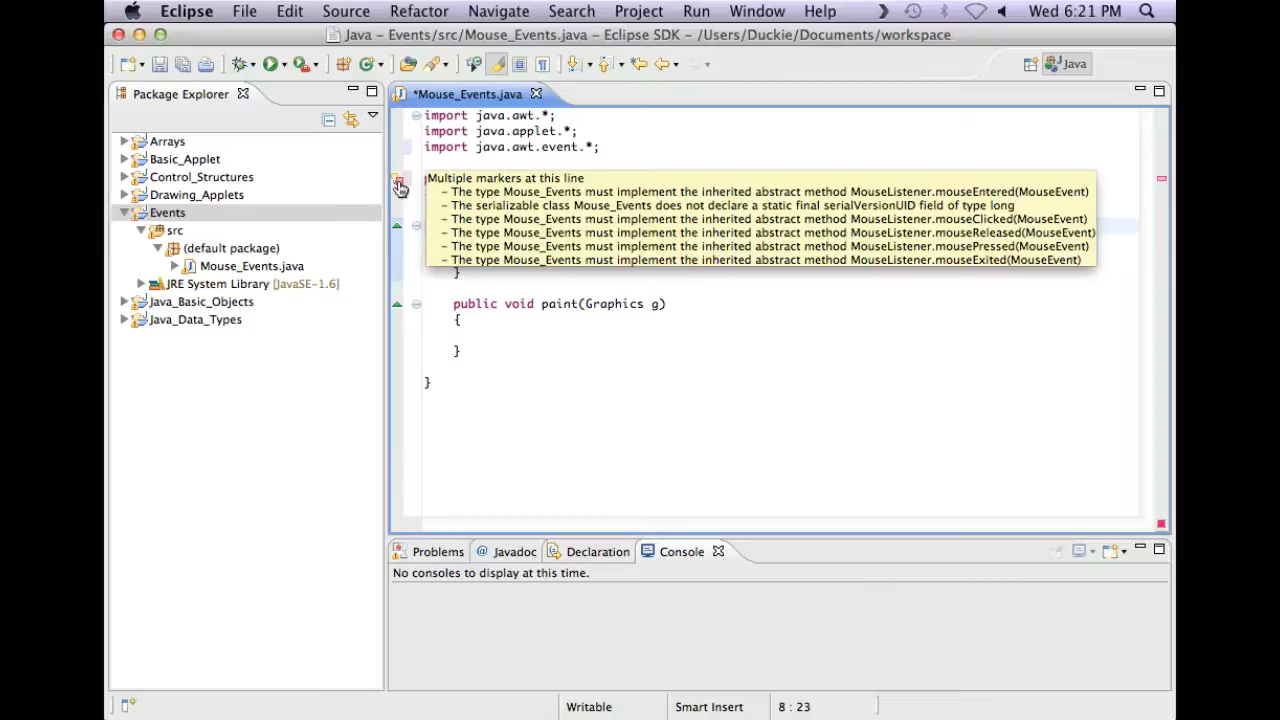 Eclipse File Edit Source Refactor Navigate Search Project Run Window Help Wed 6:21 PM
Java – Events/src/Mouse_Events.java – Eclipse SDK – /Users/Duckie/Documents/workspace
Java
Package Explorer
*Mouse_Events.java
Arrays
Basic_Applet
Control_Structures
Drawing_Applets
Events
src
(default package)
Mouse_Events.java
JRE System Library [JavaSE-1.6]
Java_Basic_Objects
Java_Data_Types
import java.awt.*;
import java.applet.*;
import java.awt.event.*;
Multiple markers at this line
– The type Mouse_Events must implement the inherited abstract method MouseListener.mouseEntered(MouseEvent)
– The serializable class Mouse_Events does not declare a static final serialVersionUID field of type long
– The type Mouse_Events must implement the inherited abstract method MouseListener.mouseClicked(MouseEvent)
– The type Mouse_Events must implement the inherited abstract method MouseListener.mouseReleased(MouseEvent)
– The type Mouse_Events must implement the inherited abstract method MouseListener.mousePressed(MouseEvent)
– The type Mouse_Events must implement the inherited abstract method MouseListener.mouseExited(MouseEvent)
}
public void paint(Graphics g)
{
}
}
Problems @ Javadoc Declaration Console
No consoles to display at this time.
Writable Smart Insert 8 : 23